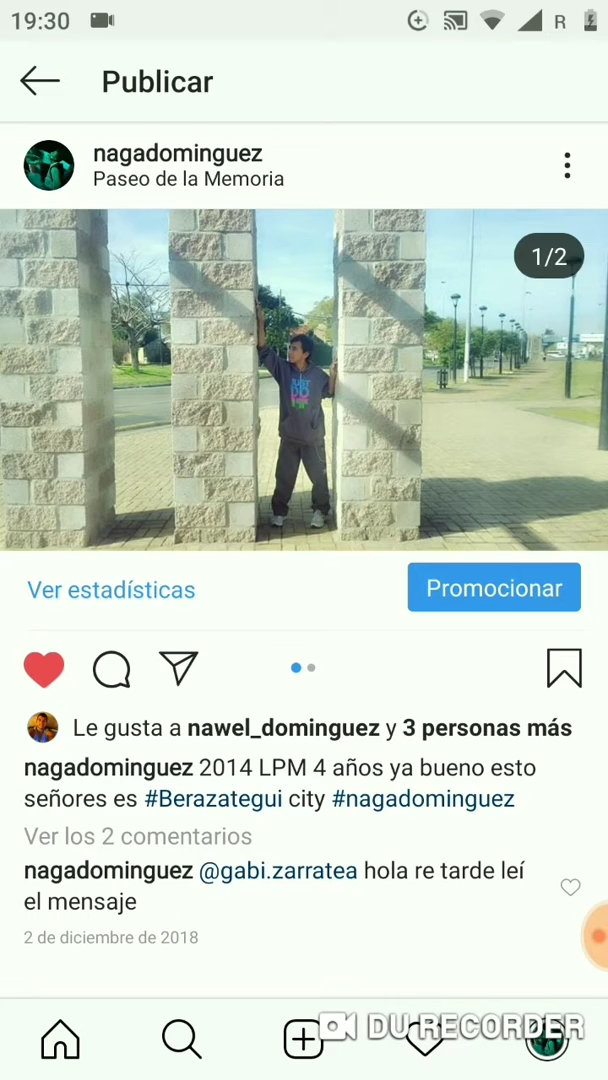 19:30
R
Publicar
nagadominguez
Paseo de la Memoria
1/2
Ver estadísticas
Promocionar
Le gusta a nawel_dominguez y 3 personas más
nagadominguez 2014 LPM 4 años ya bueno esto
señores es #Berazategui city #nagadominguez
Ver los 2 comentarios
nagadominguez @gabi.zarratea hola re tarde leí
el mensaje
2 de diciembre de 2018
DU RECORDER